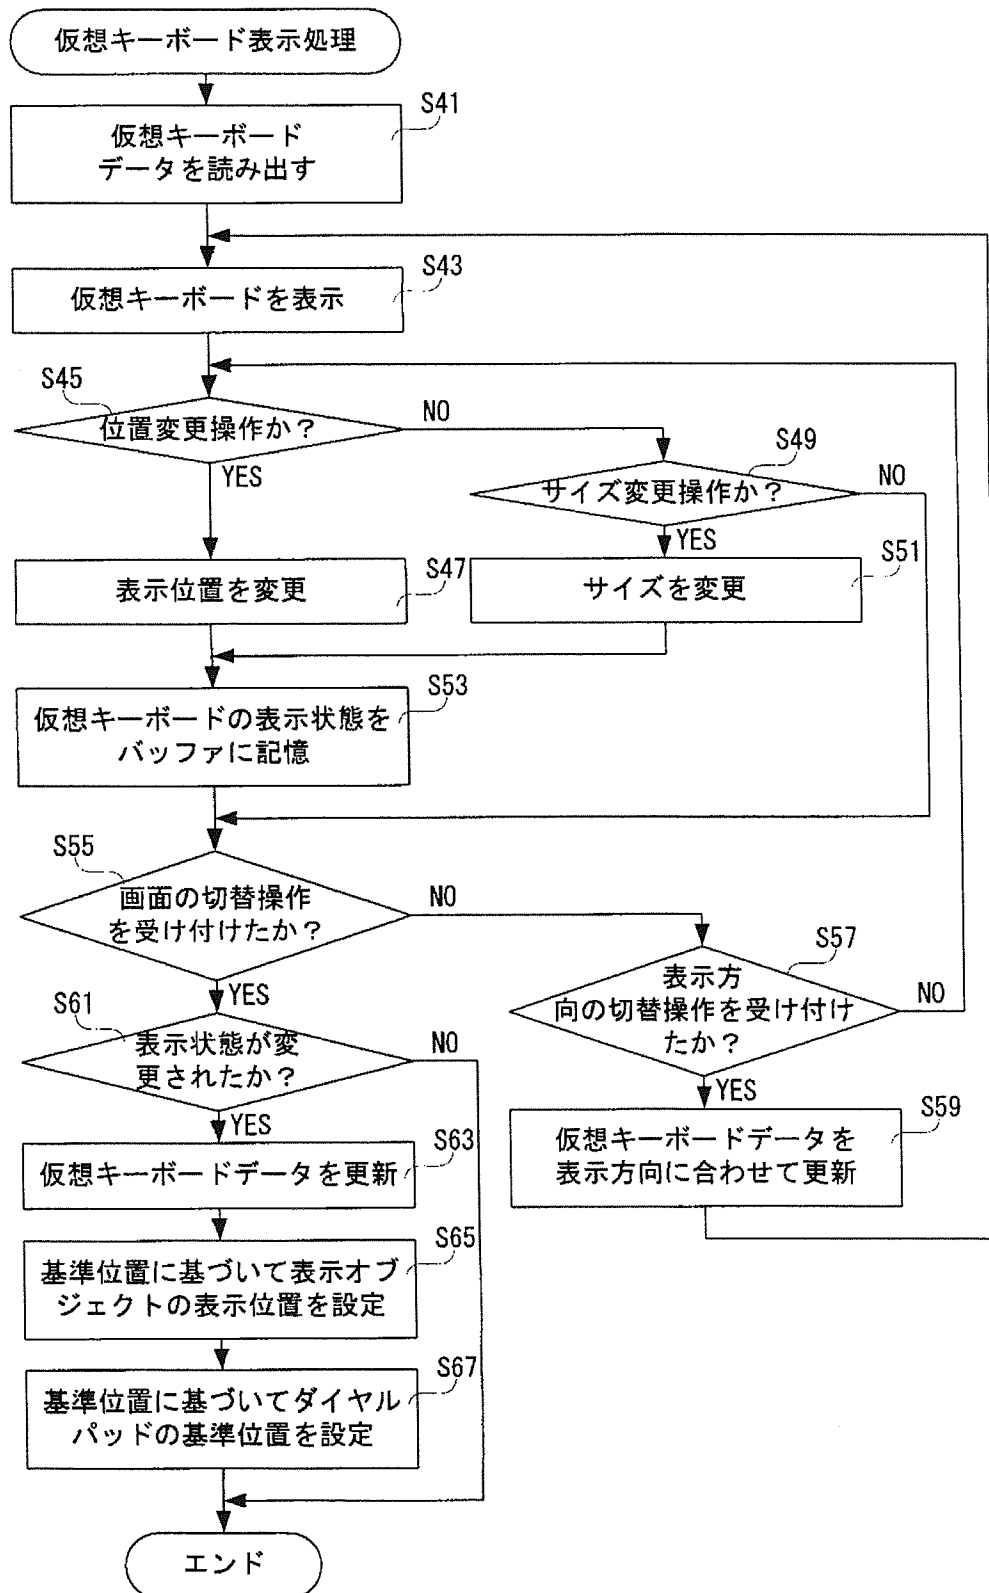 仮想キーボード表示処理
S41
仮想キーボード
データを読み出す
S43
仮想キーボードを表示
S45
位置変更操作か？
NO
YES
S49
サイズ変更操作か？
NO
YES
S47
表示位置を変更
S51
サイズを変更
S53
仮想キーボードの表示状態を
バッファに記憶
S55
画面の切替操作
を受け付けたか？
NO
YES
S57
表示方
向の切替操作を受け付け
たか？
NO
YES
S61
表示状態が変
更されたか？
NO
YES
S59
仮想キーボードデータを
表示方向に合わせて更新
S63
仮想キーボードデータを更新
S65
基準位置に基づいて表示オブ
ジェクトの表示位置を設定
S67
基準位置に基づいてダイヤル
パッドの基準位置を設定
エンド